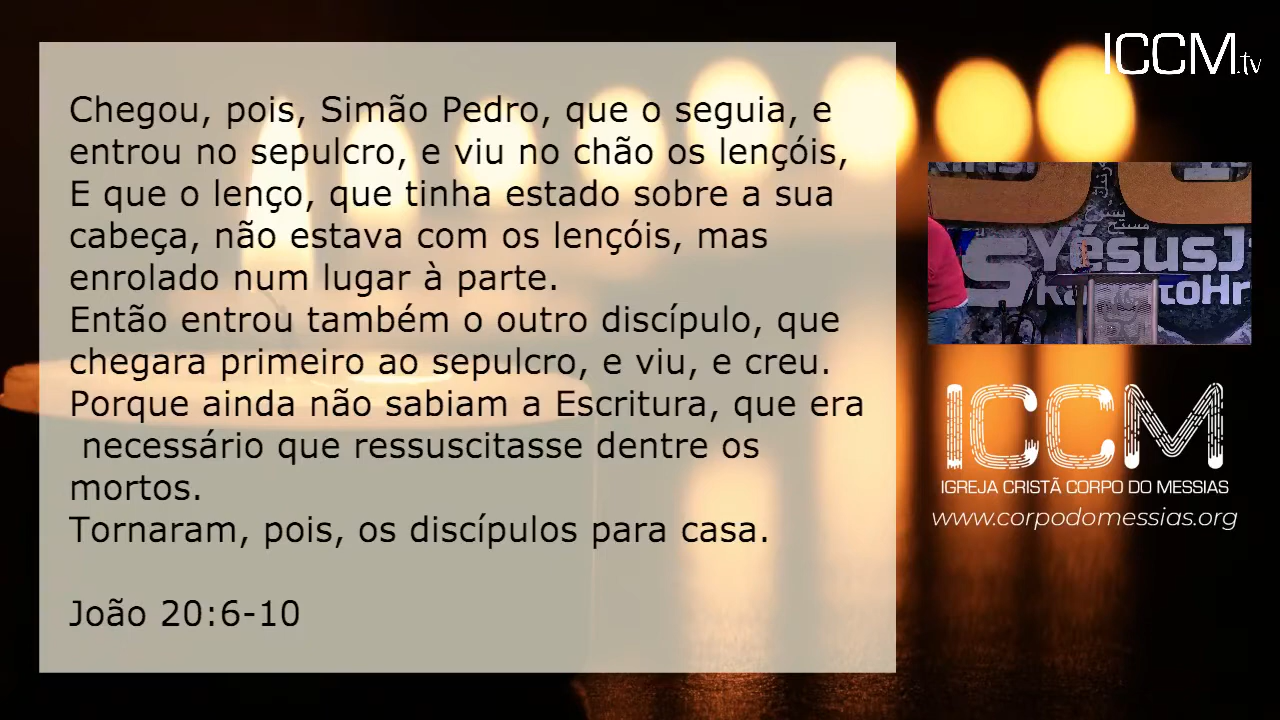 ICCM.tv
Chegou, pois, Simão Pedro, que o seguia, e
entrou no sepulcro, e viu no chão os lençóis,
E que o lenço, que tinha estado sobre a sua
cabeça, não estava com os lençóis, mas
enrolado num lugar à parte.
Então entrou também o outro discípulo, que
chegara primeiro ao sepulcro, e viu, e creu.
Porque ainda não sabiam a Escritura, que era
necessário que ressuscitasse dentre os
mortos.
Tornaram, pois, os discípulos para casa.
João 20:6-10
YésusJ
toHr
ICCM
IGREJA CRISTÃ CORPO DO MESSIAS
www.corpodomessias.org